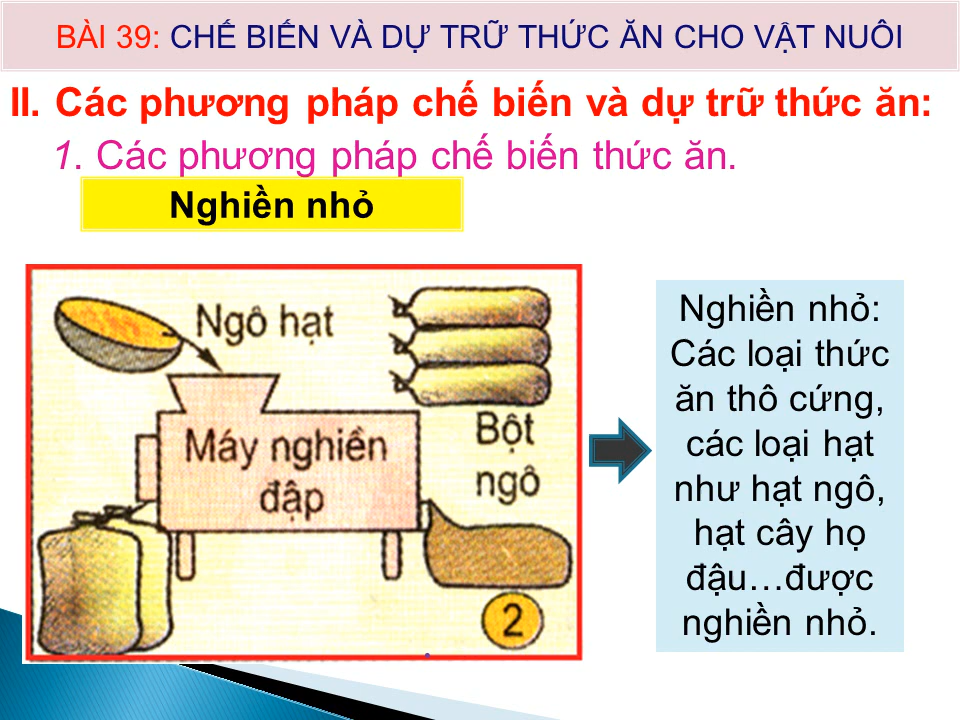 BÀI 39: CHẾ BIẾN VÀ DỰ TRỮ THỨC ĂN CHO VẬT NUÔI
II. Các phương pháp chế biến và dự trữ thức ăn:
1. Các phương pháp chế biến thức ăn.
Nghiền nhỏ
Ngô hạt
Máy nghiền
đập
Bột
ngô
2
Nghiền nhỏ:
Các loại thức
ăn thô cứng,
các loại hạt
như hạt ngô,
hạt cây họ
đậu…được
nghiền nhỏ.